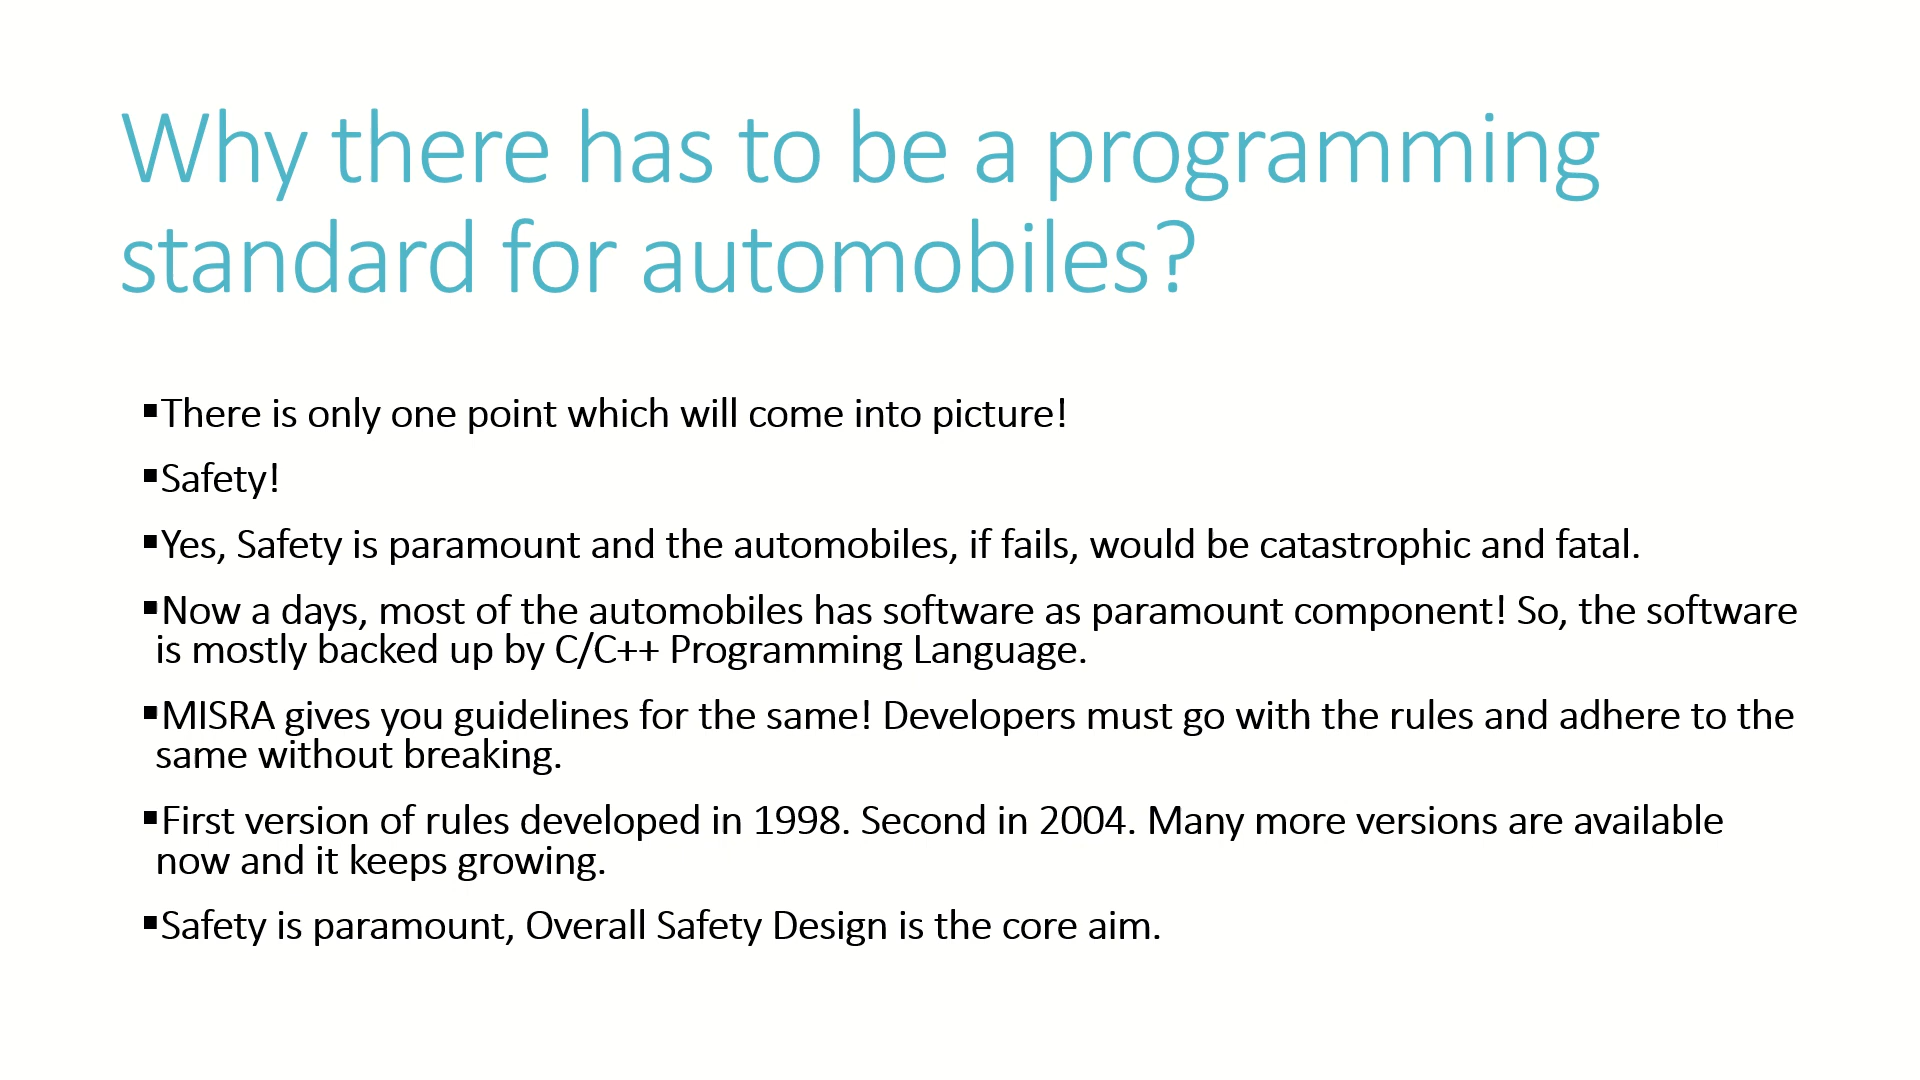 Why there has to be a programming
standard for automobiles?
▪There is only one point which will come into picture!
▪Safety!
▪Yes, Safety is paramount and the automobiles, if fails, would be catastrophic and fatal.
▪Now a days, most of the automobiles has software as paramount component! So, the software
is mostly backed up by C/C++ Programming Language.
▪MISRA gives you guidelines for the same! Developers must go with the rules and adhere to the
same without breaking.
▪First version of rules developed in 1998. Second in 2004. Many more versions are available
now and it keeps growing.
▪Safety is paramount, Overall Safety Design is the core aim.